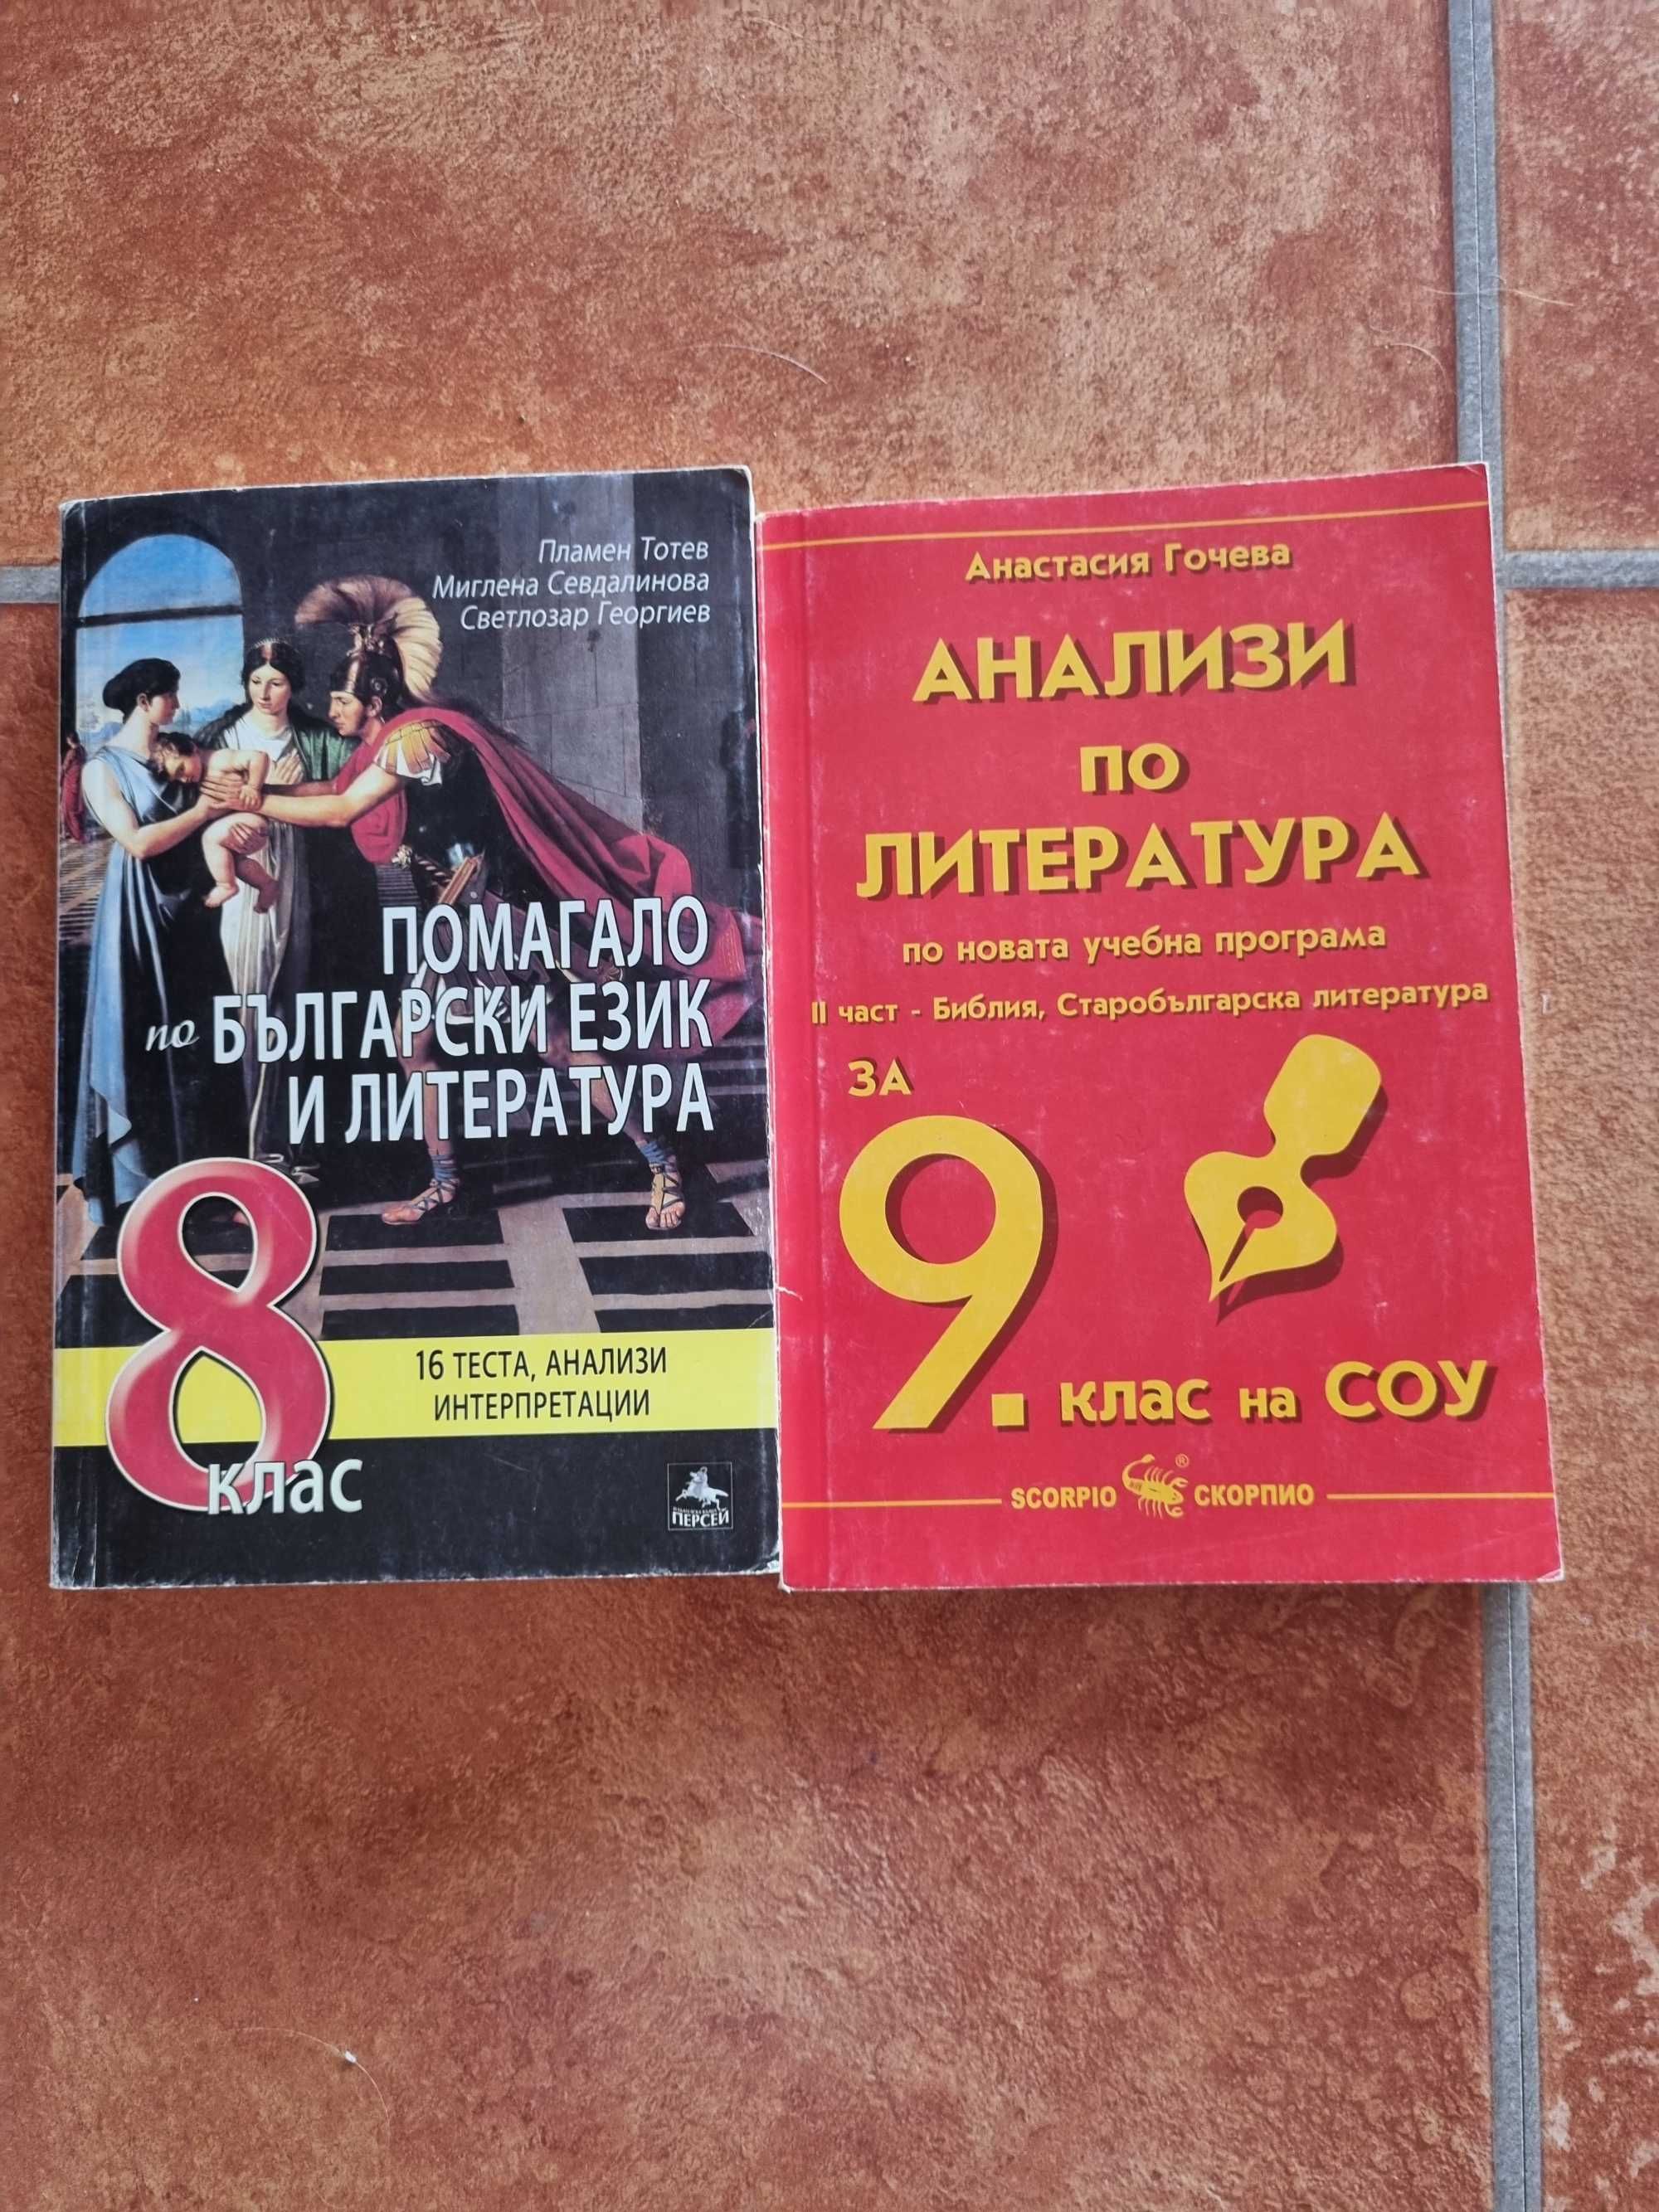 Пламен Тотев
Миглена Севдалинова
Светлозар Георгиев
ПОМАГАЛО
по БЪЛГАРСКИ ЕЗИК
И ЛИТЕРАТУРА
8
клас
16 ТЕСТА, АНАЛИЗИ
ИНТЕРПРЕТАЦИИ
ПЕРСЕЙ
Анастасия Гочева
АНАЛИЗИ
ПО
ЛИТЕРАТУРА
по новата учебна програма
II част - Библия, Старобългарска литература
ЗА
9. клас на СОУ
SCORPIO ® СКОРПИО